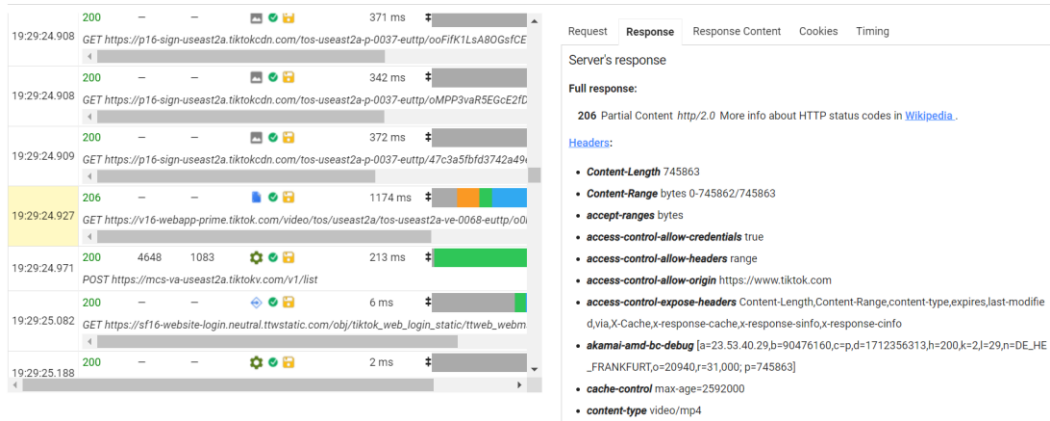 200 — — 371 ms
19:29:24.908
GET https://p16-sign-useast2a.tiktokcdn.com/tos-useast2a-p-0037-euttp/ooFifK1LsA8OGsfCE
200 — — 342 ms
19:29:24.908
GET https://p16-sign-useast2a.tiktokcdn.com/tos-useast2a-p-0037-euttp/oMPP3vaR5EGcE2fD
200 — — 372 ms
19:29:24.909
GET https://p16-sign-useast2a.tiktokcdn.com/tos-useast2a-p-0037-euttp/47c3a5fbfd3742a49
206 — — 1174 ms
19:29:24.927
GET https://v16-webapp-prime.tiktok.com/video/tos/useast2a/tos-useast2a-ve-0068-euttp/o0
200 4648 1083 213 ms
19:29:24.971
POST https://mcs-va-useast2a.tiktokv.com/v1/list
200 — — 6 ms
19:29:25.082
GET https://sf16-website-login.neutral.ttwstatic.com/obj/tiktok_web_login_static/ttweb_webm
200 — — 2 ms
19:29:25.188
Request Response Response Content Cookies Timing
Server's response
Full response:
206 Partial Content http/2.0 More info about HTTP status codes in Wikipedia .
Headers:
• Content-Length 745863
• Content-Range bytes 0-745862/745863
• accept-ranges bytes
• access-control-allow-credentials true
• access-control-allow-headers range
• access-control-allow-origin https://www.tiktok.com
• access-control-expose-headers Content-Length,Content-Range,content-type,expires,last-modifie
d,via,X-Cache,x-response-cache,x-response-sinfo,x-response-cinfo
• akamai-amd-bc-debug [a=23.53.40.29,b=90476160,c=p,d=1712356313,h=200,k=2,l=29,n=DE_HE
_FRANKFURT,o=20940,r=31,000; p=745863]
• cache-control max-age=2592000
• content-type video/mp4